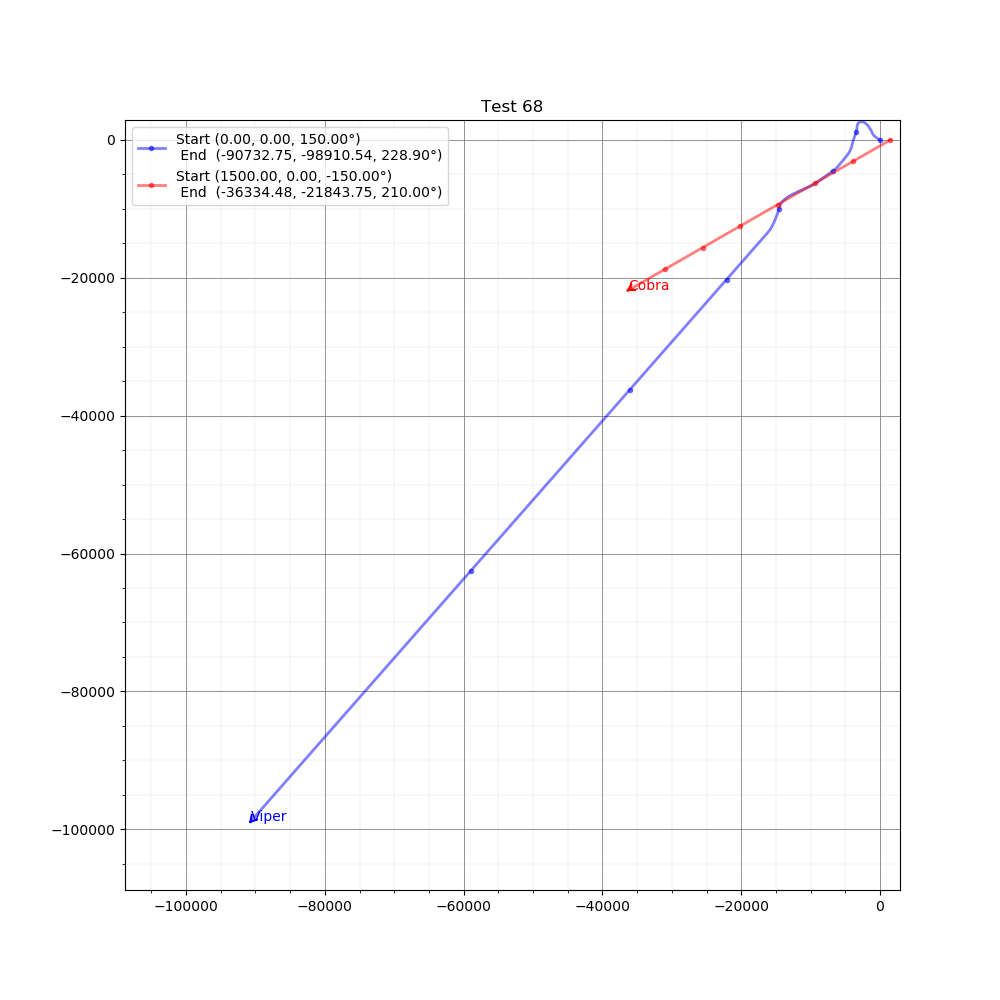 Test 68
Start (0.00, 0.00, 150.00°)
End (-90732.75, -98910.54, 228.90°)
Start (1500.00, 0.00, -150.00°)
End (-36334.48, -21843.75, 210.00°)
0
−20000
−40000
−60000
−80000
−100000
Cobra
Viper
−100000
−80000
−60000
−40000
−20000
0